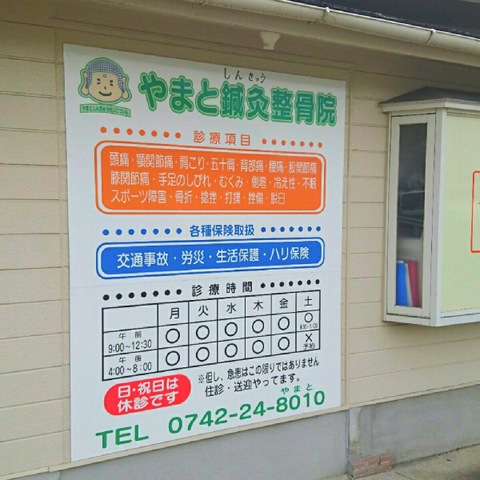 しんきゅう
やまと鍼灸整骨院
診療項目
頭痛・顎関節痛・肩こり・五十肩・背部痛・腰痛・股関節痛
膝関節痛・手足のしびれ・むくみ・倦怠・冷え性・不眠
スポーツ障害・骨折・捻挫・打撲・挫傷・脱臼
各種保険取扱
交通事故・労災・生活保護・ハリ保険
診療時間
月 火 水 木 金 土
午前 9:00~12:30 ○ ○ ○ ○ ○ ○
午後 4:00~8:00 ○ ○ ○ ○ ○ × 予約
日・祝日は
休診です
※但し、急患はこの限りではありません
往診・送迎やってます。
やまと
TEL 0742-24-8010